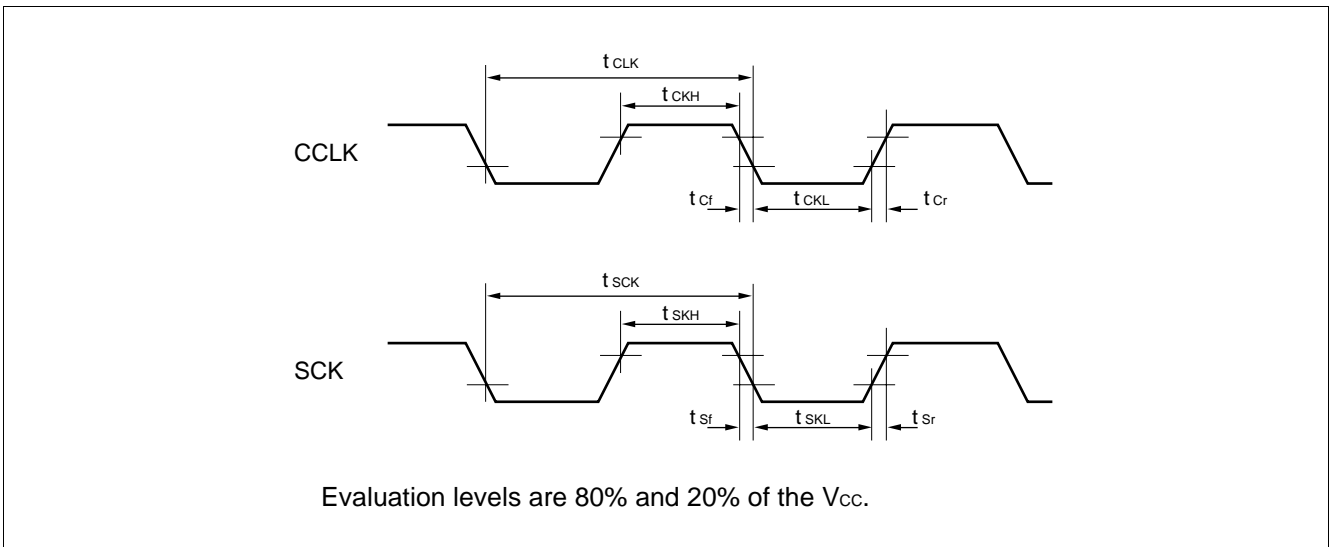 t CLK
t CKH
CCLK
t Cf
t CKL
t Cr
t SCK
t SKH
SCK
t Sf
t SKL
t Sr
Evaluation levels are 80% and 20% of the VCC.